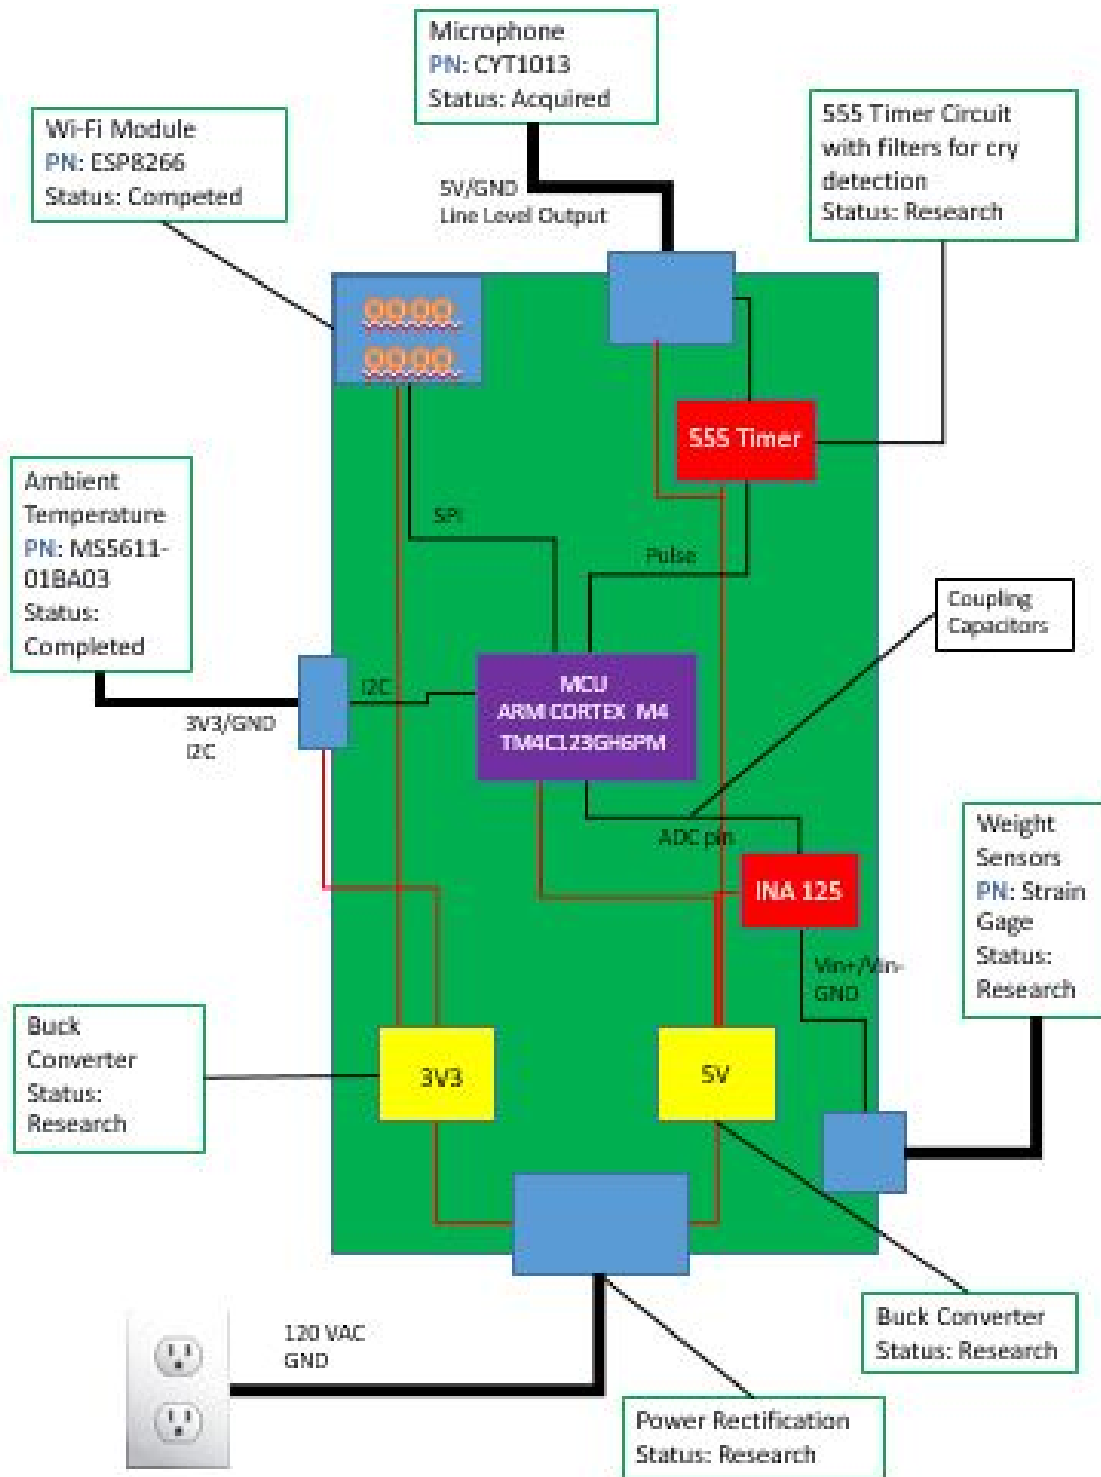 Microphone
PN: CYT1013
Status: Acquired
Wi-Fi Module
PN: ESP8266
Status: Competed
555 Timer Circuit
with filters for cry
detection
Status: Research
5V/GND
Line Level Output
555 Timer
SPI
Pulse
Ambient
Temperature
PN: MS5611-
01BA03
Status:
Completed
Coupling
Capacitors
I2C
3V3/GND
I2C
MCU
ARM CORTEX M4
TM4C123GH6PM
ADC pin
INA 125
Weight
Sensors
PN: Strain
Gage
Status:
Research
Vin+/Vin-
GND
Buck
Converter
Status:
Research
3V3
5V
120 VAC
GND
Buck Converter
Status: Research
Power Rectification
Status: Research